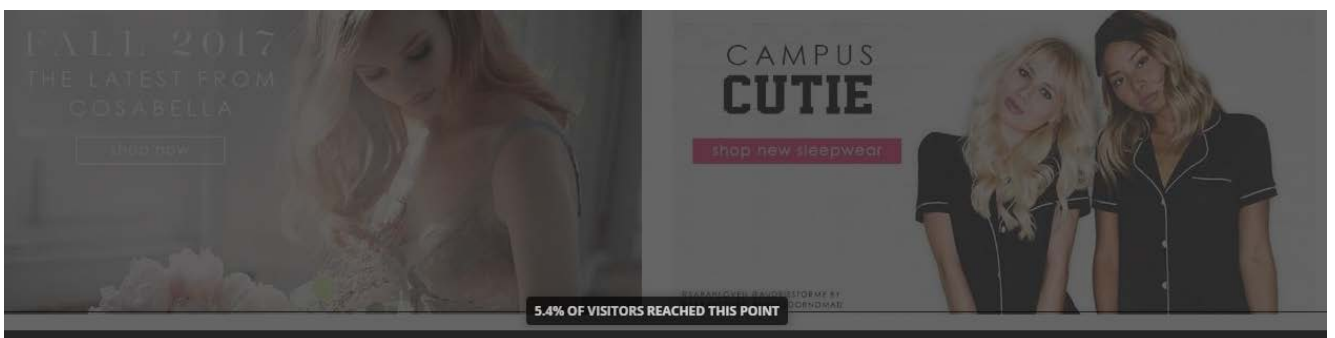 FALL 2017
THE LATEST FROM
COSABELLA
shop now
CAMPUS
CUTIE
shop new sleepwear
BY
5.4% OF VISITORS REACHED THIS POINT